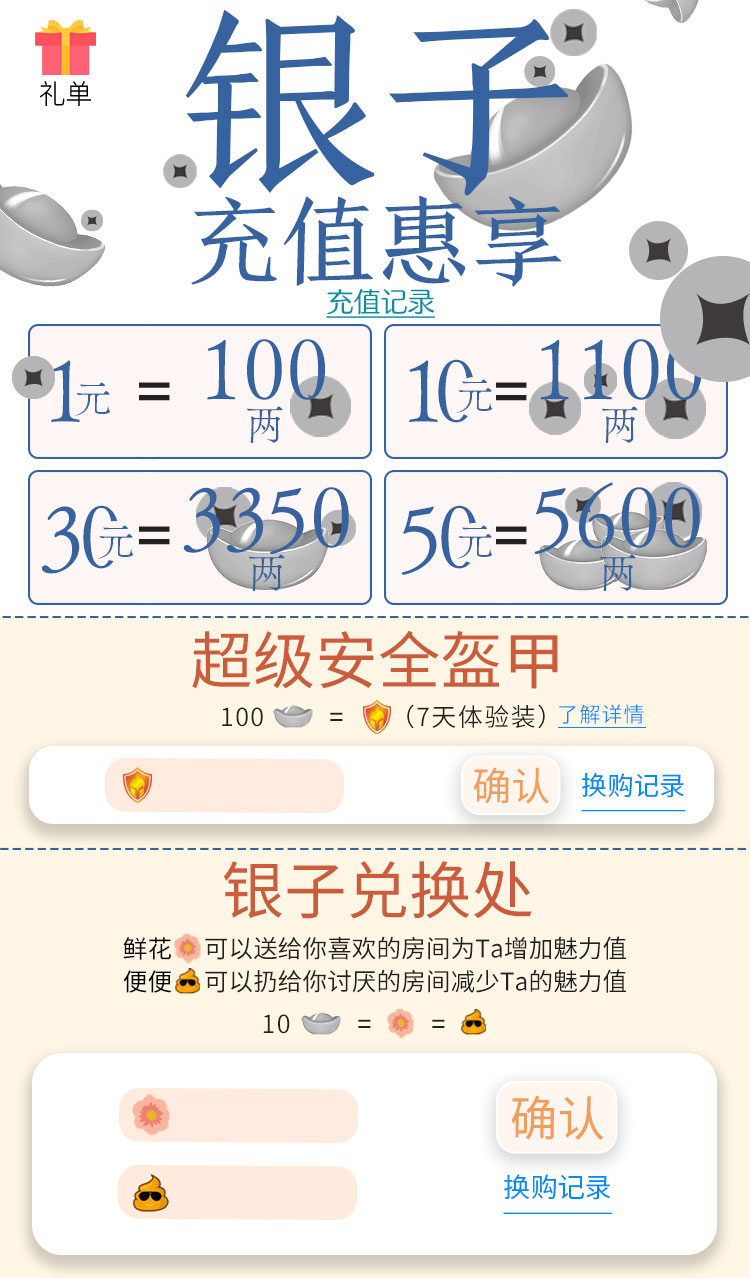 礼单
银子
充值惠享
充值记录
1元 = 100两
10元=1100两
30元=3350两
50元=5600两
超级安全盔甲
100 = (7天体验装) 了解详情
确认 换购记录
银子兑换处
鲜花可以送给你喜欢的房间为Ta增加魅力值
便便可以扔给你讨厌的房间减少Ta的魅力值
10 = =
确认
换购记录